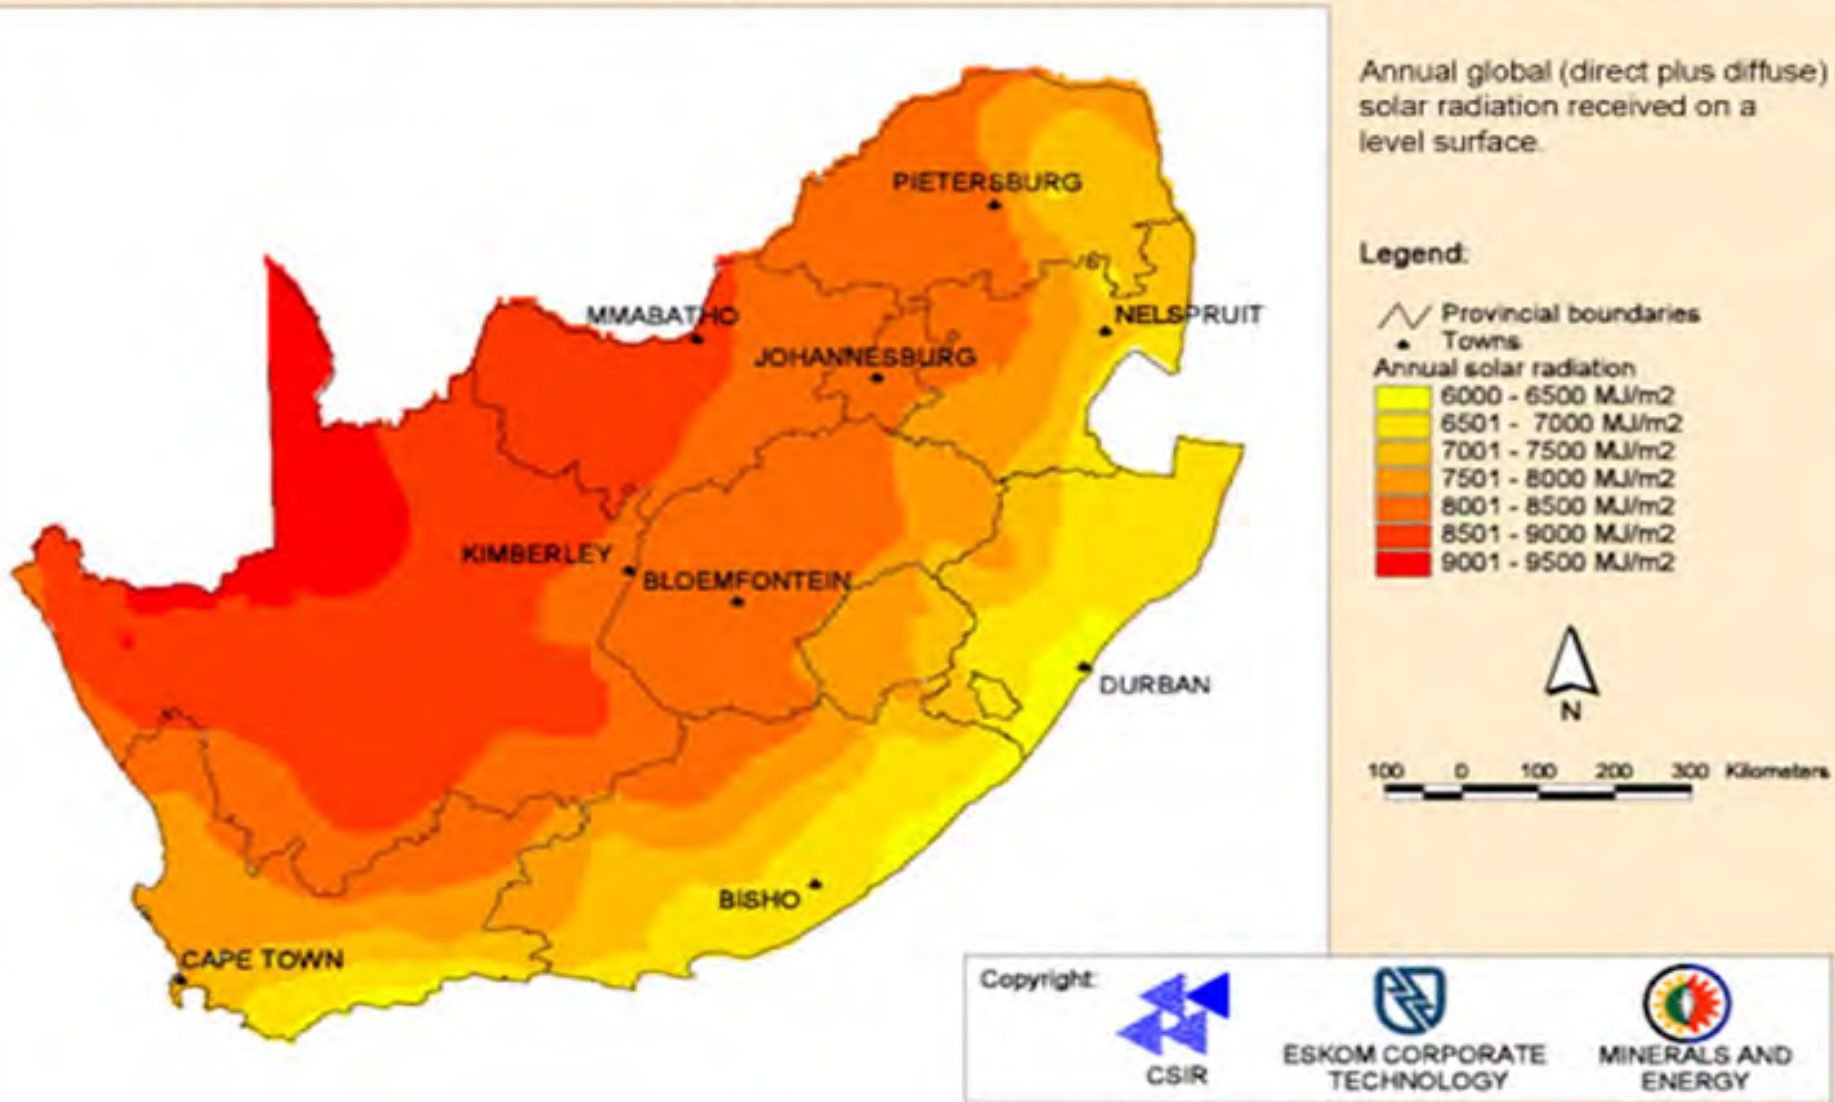 Annual global (direct plus diffuse)
solar radiation received on a
level surface.
PIETERSBURG
MMABATHO
NELSPRUIT
JOHANNESBURG
KIMBERLEY
BLOEMFONTEIN
DURBAN
BISHO
CAPE TOWN
Legend:
Provincial boundaries
Towns
Annual solar radiation
6000 - 6500 MJ/m2
6501 - 7000 MJ/m2
7001 - 7500 MJ/m2
7501 - 8000 MJ/m2
8001 - 8500 MJ/m2
8501 - 9000 MJ/m2
9001 - 9500 MJ/m2
N
100 0 100 200 300 Kilometers
Copyright:
CSIR
ESKOM CORPORATE
TECHNOLOGY
MINERALS AND
ENERGY